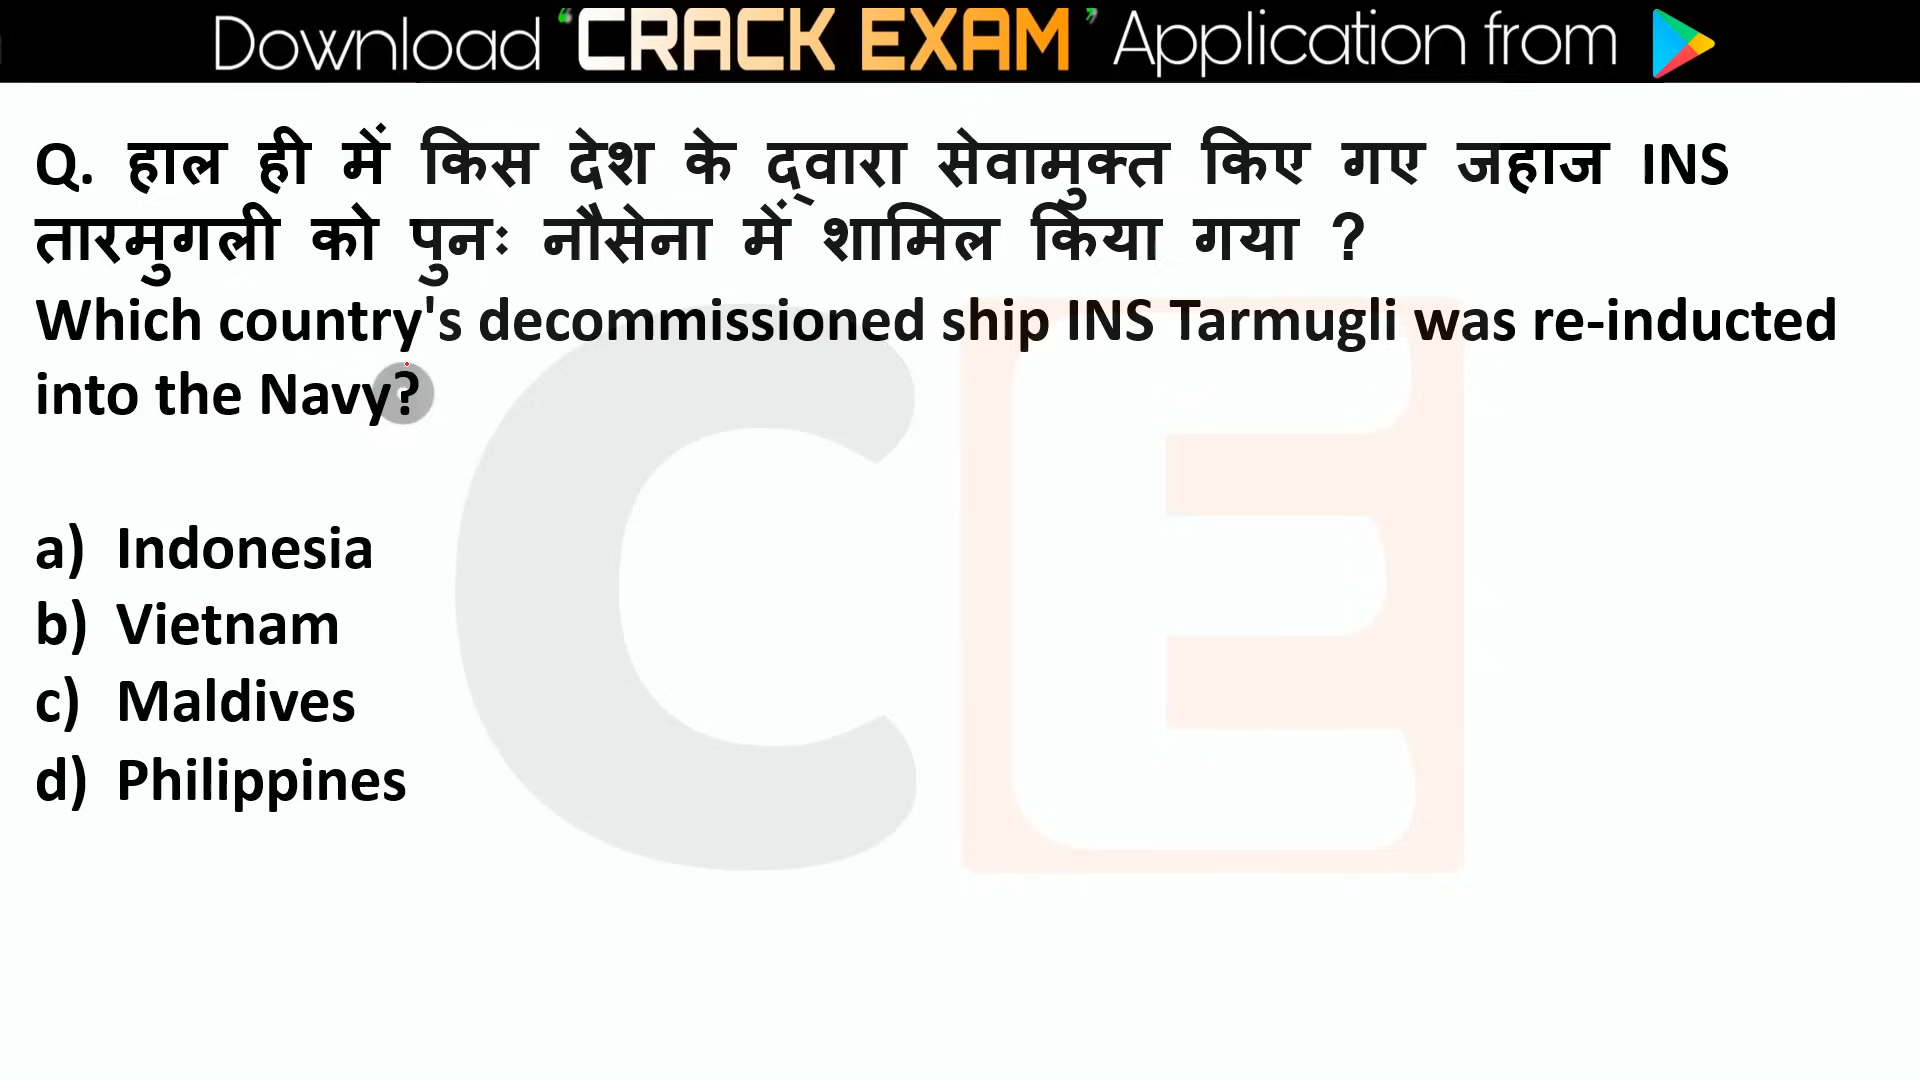 Download 'CRACK EXAM' Application from
Q. हाल ही में किस देश के द्वारा सेवामुक्त किए गए जहाज INS
तारमुगली को पुनः नौसेना में शामिल किया गया ?
Which country's decommissioned ship INS Tarmugli was re-inducted
into the Navy?
a) Indonesia
b) Vietnam
c) Maldives
d) Philippines
CE